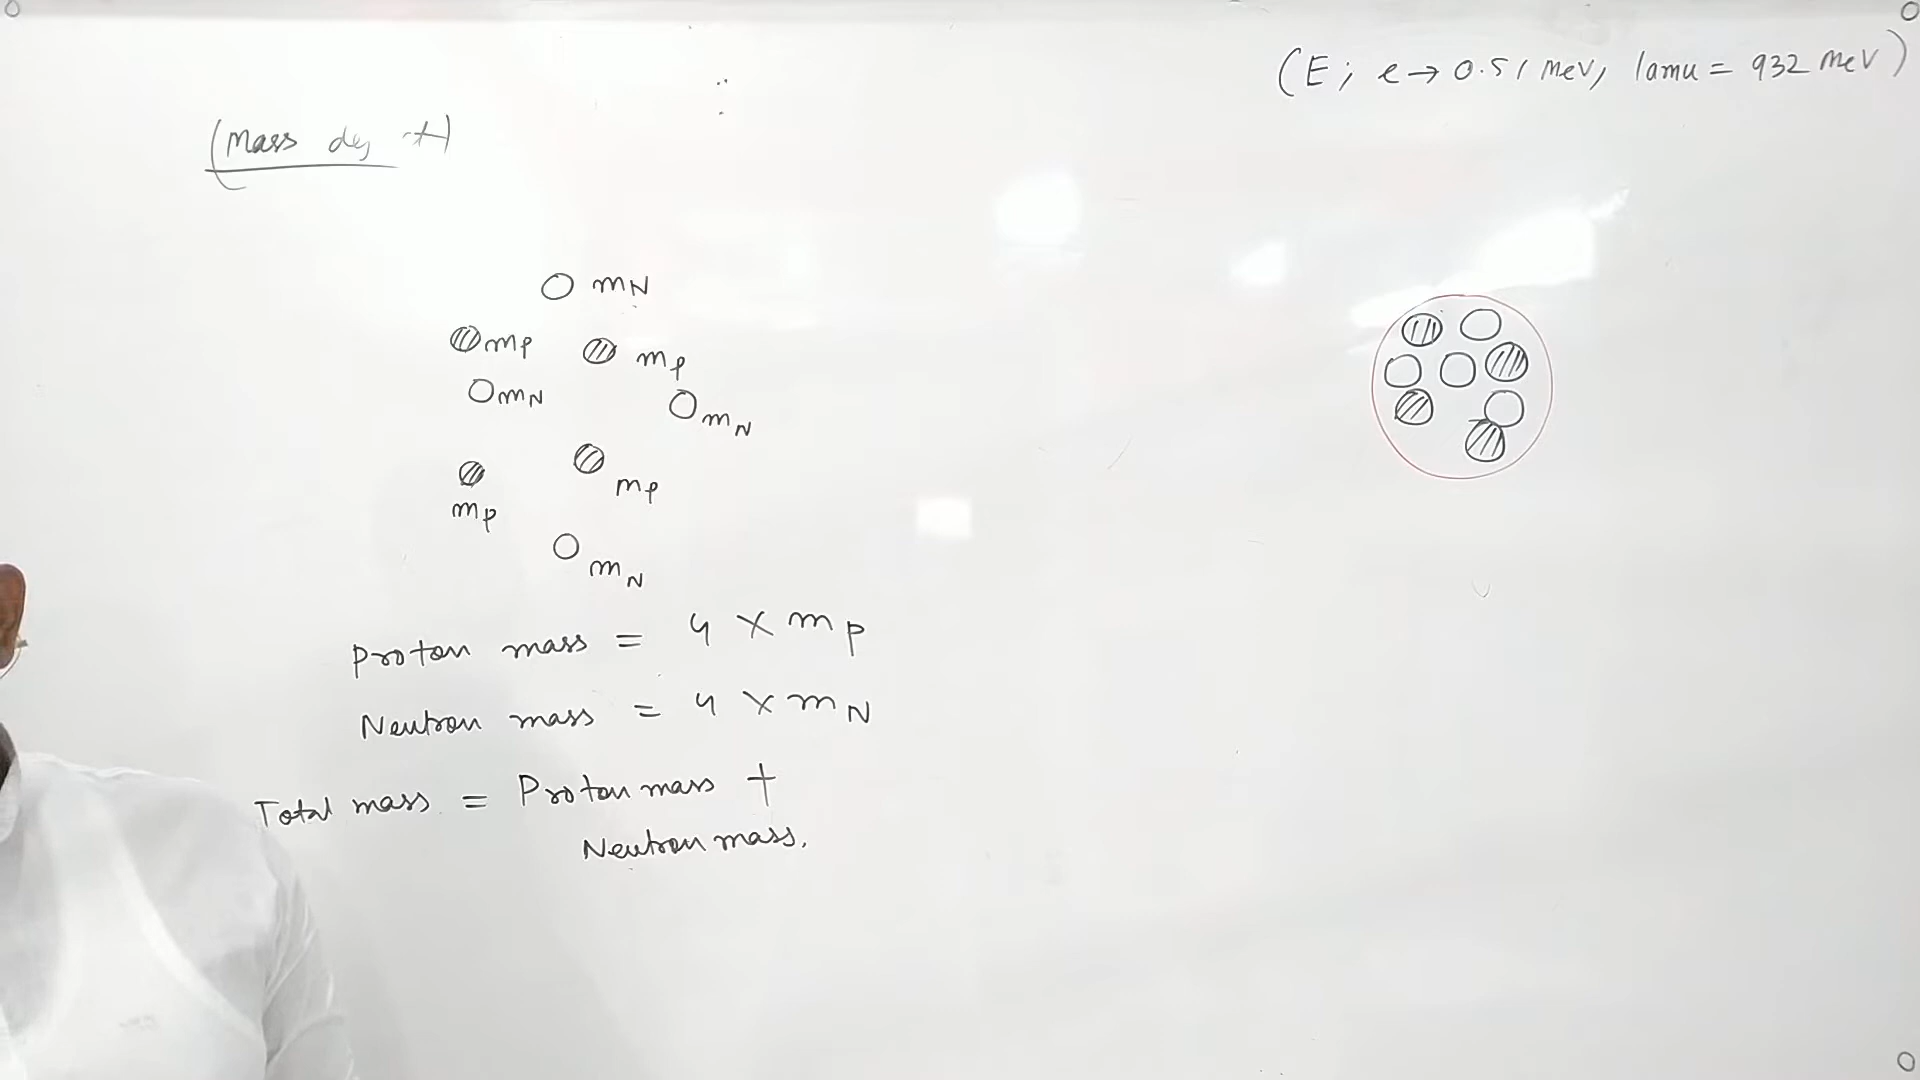 (E; e → 0.51 MeV, 1amu = 932 MeV)
(Mass
mN
mp mp
mN mN
mp mp
mN
Proton mass = 4 × mp
Neutron mass = 4 × mN
Total mass = Proton mass +
Neutron mass.